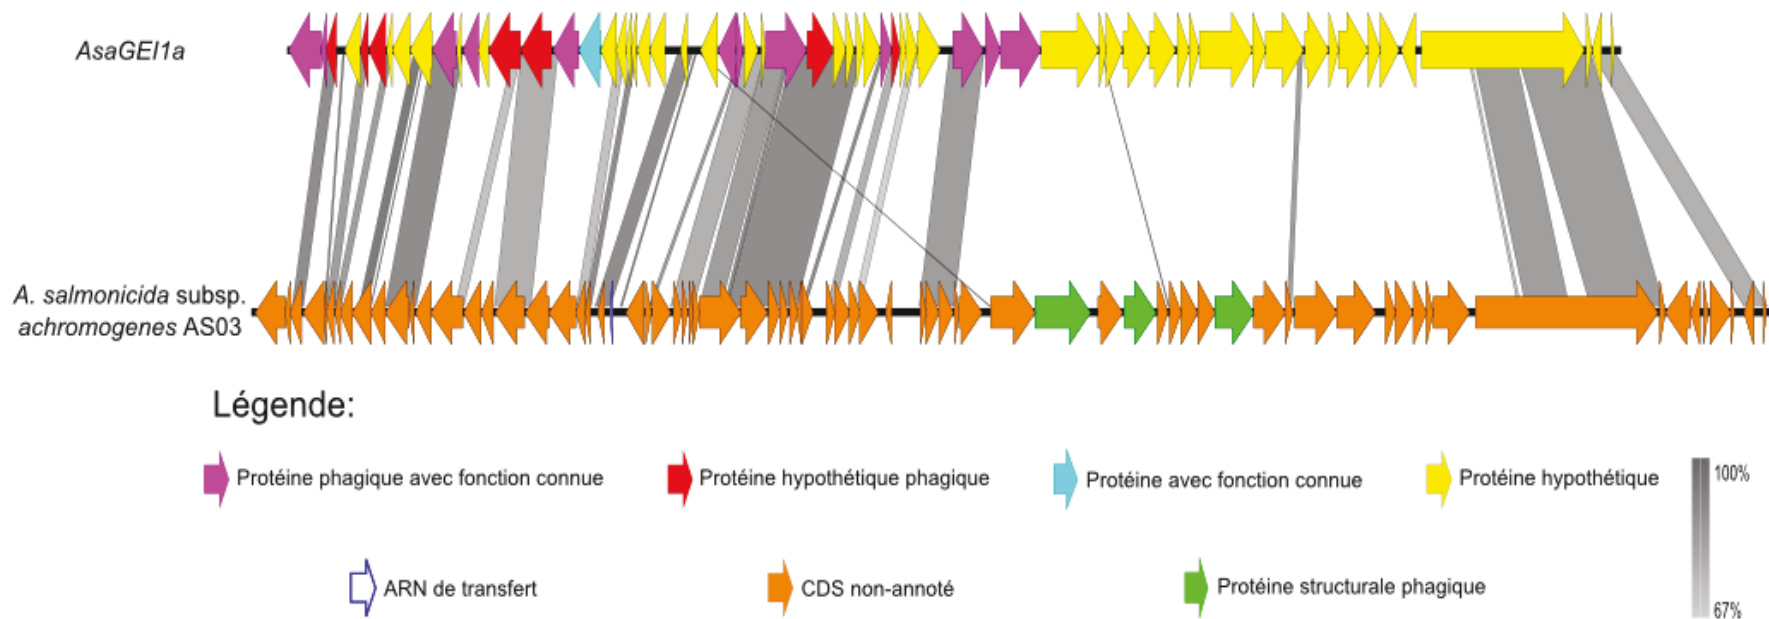 AsaGEI1a
A. salmonicida subsp.
achromogenes AS03
Légende:
Protéine phagique avec fonction connue
Protéine hypothétique phagique
Protéine avec fonction connue
Protéine hypothétique
100%
67%
ARN de transfert
CDS non-annoté
Protéine structurale phagique